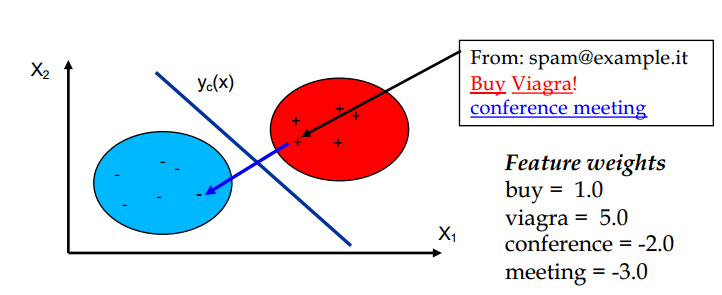 X2
yc(x)
X1
+ + +
+ +
- - -
- - -
From: spam@example.it
Buy Viagra!
conference meeting
Feature weights
buy = 1.0
viagra = 5.0
conference = -2.0
meeting = -3.0